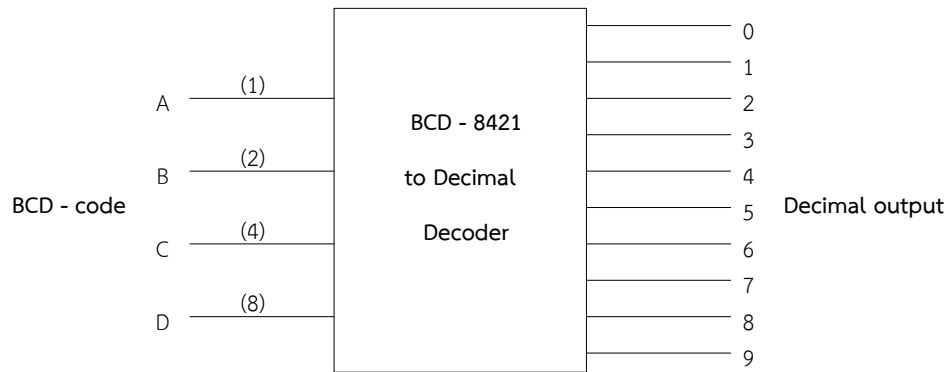 0
1
A (1) 2
BCD - 8421
3
B (2) 4
to Decimal
BCD - code 5 Decimal output
Decoder
C (4) 6
7
D (8) 8
9